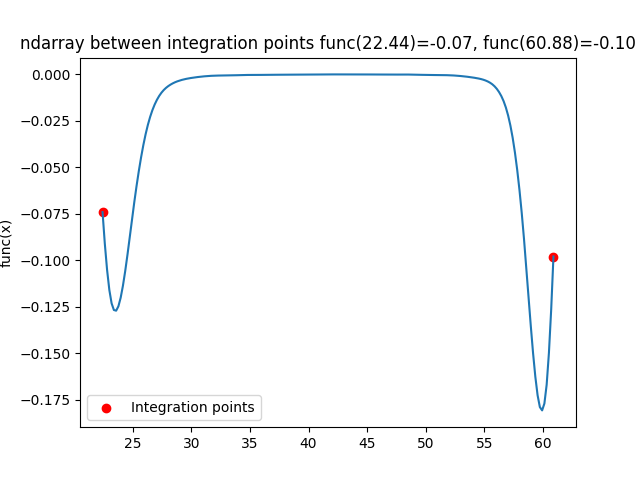 ndarray between integration points func(22.44)=-0.07, func(60.88)=-0.10
func(x)
0.000
−0.025
−0.050
−0.075
−0.100
−0.125
−0.150
−0.175
Integration points
25 30 35 40 45 50 55 60